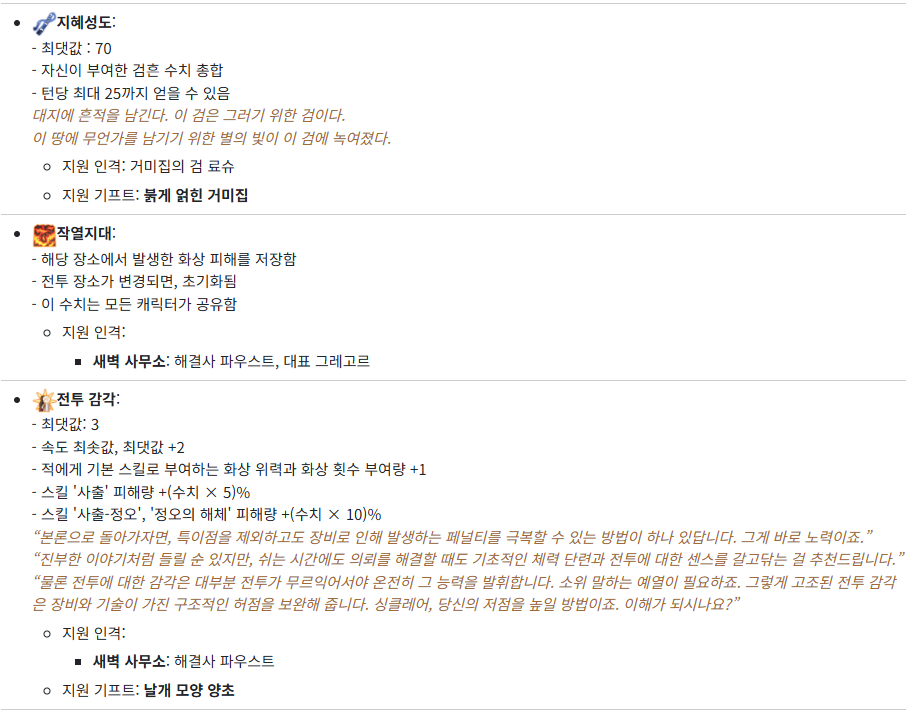 지혜성도:
- 최댓값 : 70
- 자신이 부여한 검흔 수치 총합
- 턴당 최대 25까지 얻을 수 있음
대지에 흔적을 남긴다. 이 검은 그러기 위한 검이다.
이 땅에 무언가를 남기기 위한 별의 빛이 이 검에 녹여졌다.
지원 인격: 거미집의 검 료슈
지원 기프트: 붉게 얽힌 거미집
작열지대:
- 해당 장소에서 발생한 화상 피해를 저장함
- 전투 장소가 변경되면, 초기화됨
- 이 수치는 모든 캐릭터가 공유함
지원 인격:
새벽 사무소: 해결사 파우스트, 대표 그레고르
전투 감각:
- 최댓값: 3
- 속도 최솟값, 최댓값 +2
- 적에게 기본 스킬로 부여하는 화상 위력과 화상 횟수 부여량 +1
- 스킬 '사출' 피해량 +(수치 × 5)%
- 스킬 '사출-정오', '정오의 해체' 피해량 +(수치 × 10)%
“본론으로 돌아가자면, 특이점을 제외하고도 장비로 인해 발생하는 페널티를 극복할 수 있는 방법이 하나 있답니다. 그게 바로 노력이죠.”
“진부한 이야기처럼 들릴 순 있지만, 쉬는 시간에도 의뢰를 해결할 때도 기초적인 체력 단련과 전투에 대한 센스를 갈고닦는 걸 추천드립니다.”
“물론 전투에 대한 감각은 대부분 전투가 무르익어서야 온전히 그 능력을 발휘합니다. 소위 말하는 예열이 필요하죠. 그렇게 고조된 전투 감각
은 장비와 기술이 가진 구조적인 허점을 보완해 줍니다. 싱클레어, 당신의 저점을 높일 방법이죠. 이해가 되시나요?”
지원 인격:
새벽 사무소: 해결사 파우스트
지원 기프트: 날개 모양 양초